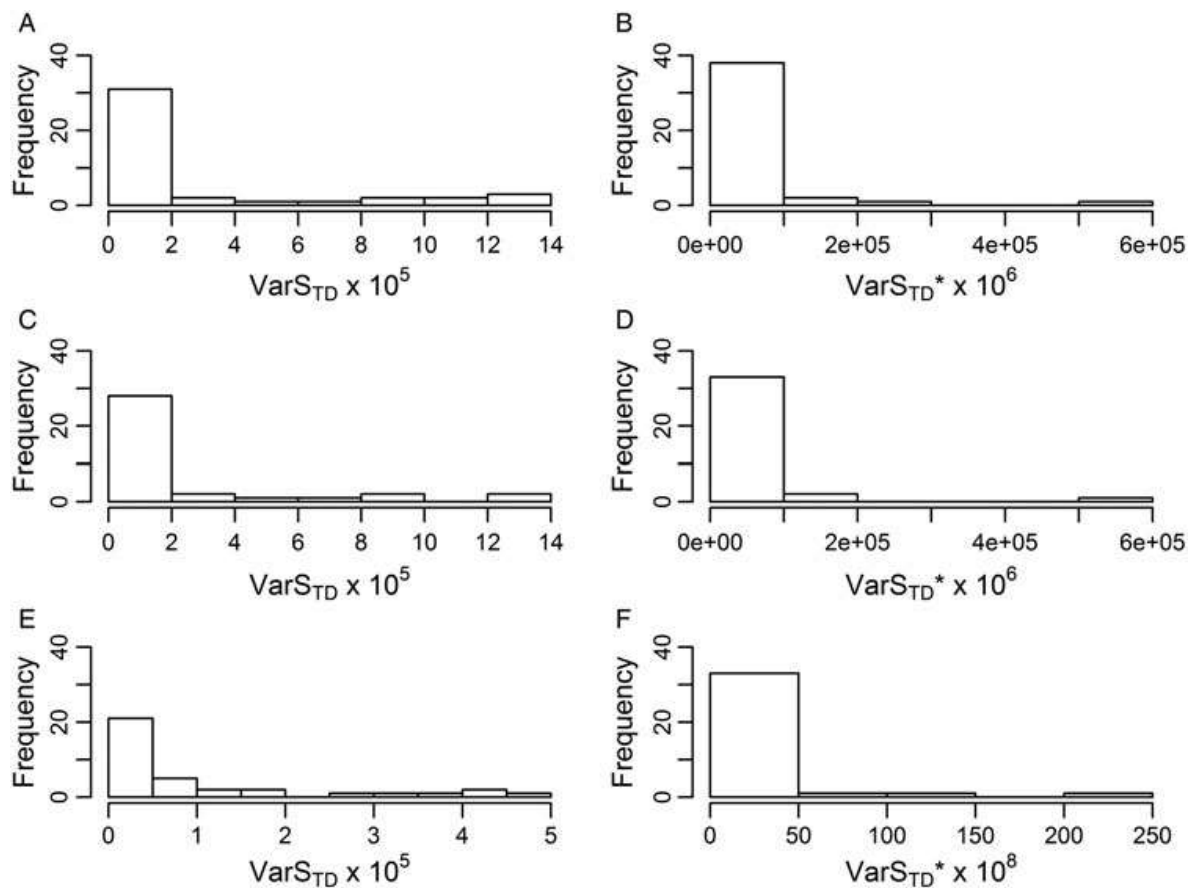 A
Frequency
0 20 40
0 2 4 6 8 10 12 14
VarS_TD x 10^5
B
Frequency
0 20 40
0e+00 2e+05 4e+05 6e+05
VarS_TD* x 10^6
C
Frequency
0 20 40
0 2 4 6 8 10 12 14
VarS_TD x 10^5
D
Frequency
0 20 40
0e+00 2e+05 4e+05 6e+05
VarS_TD* x 10^6
E
Frequency
0 20 40
0 1 2 3 4 5
VarS_TD x 10^5
F
Frequency
0 20 40
0 50 100 150 200 250
VarS_TD* x 10^8